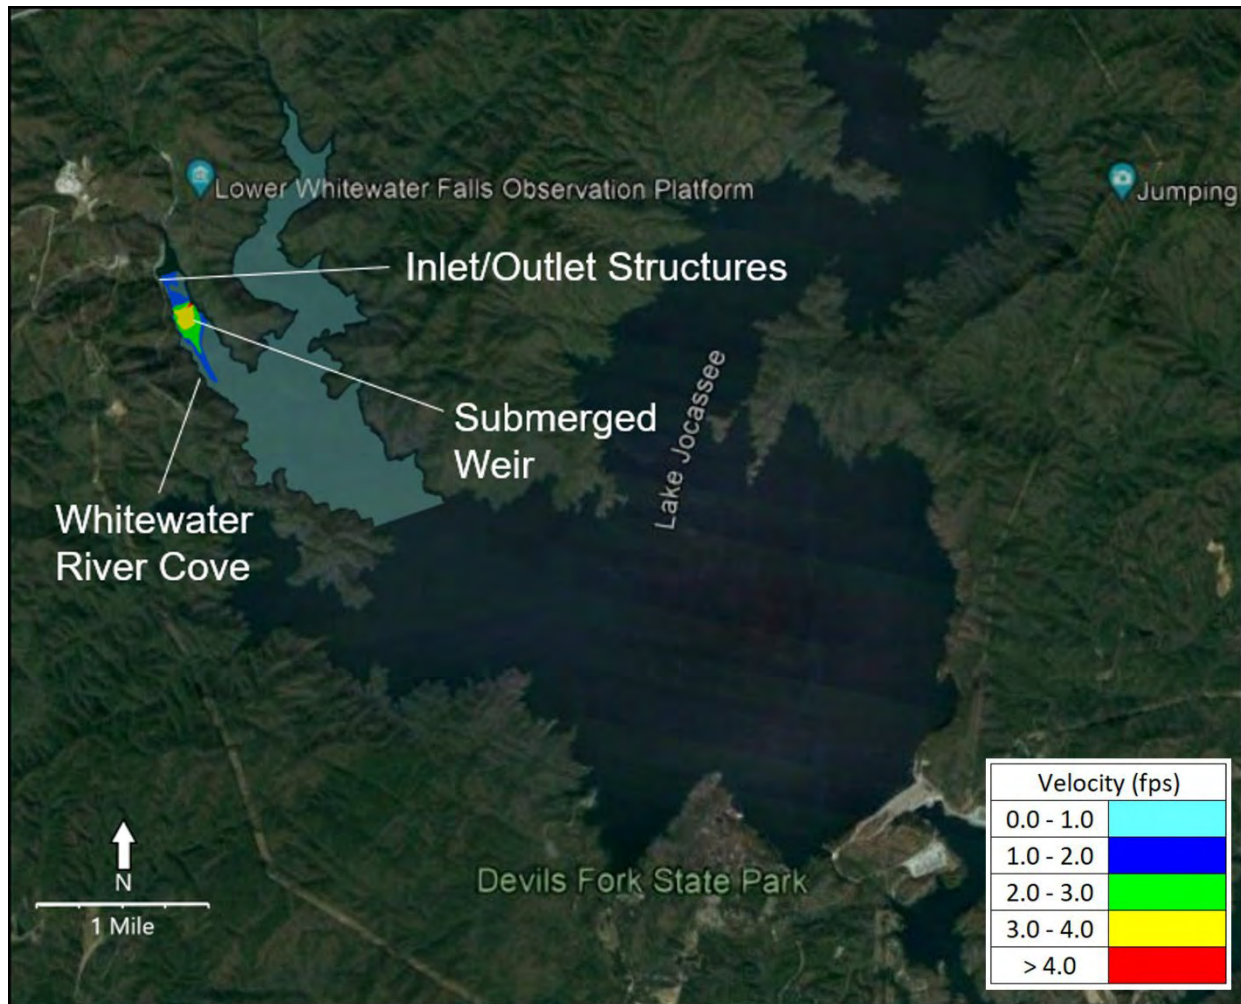 Lower Whitewater Falls Observation Platform
Jumping
Inlet/Outlet Structures
Submerged
Weir
Lake Jocassee
Whitewater
River Cove
Devils Fork State Park
N
1 Mile
Velocity (fps)
0.0 - 1.0
1.0 - 2.0
2.0 - 3.0
3.0 - 4.0
> 4.0